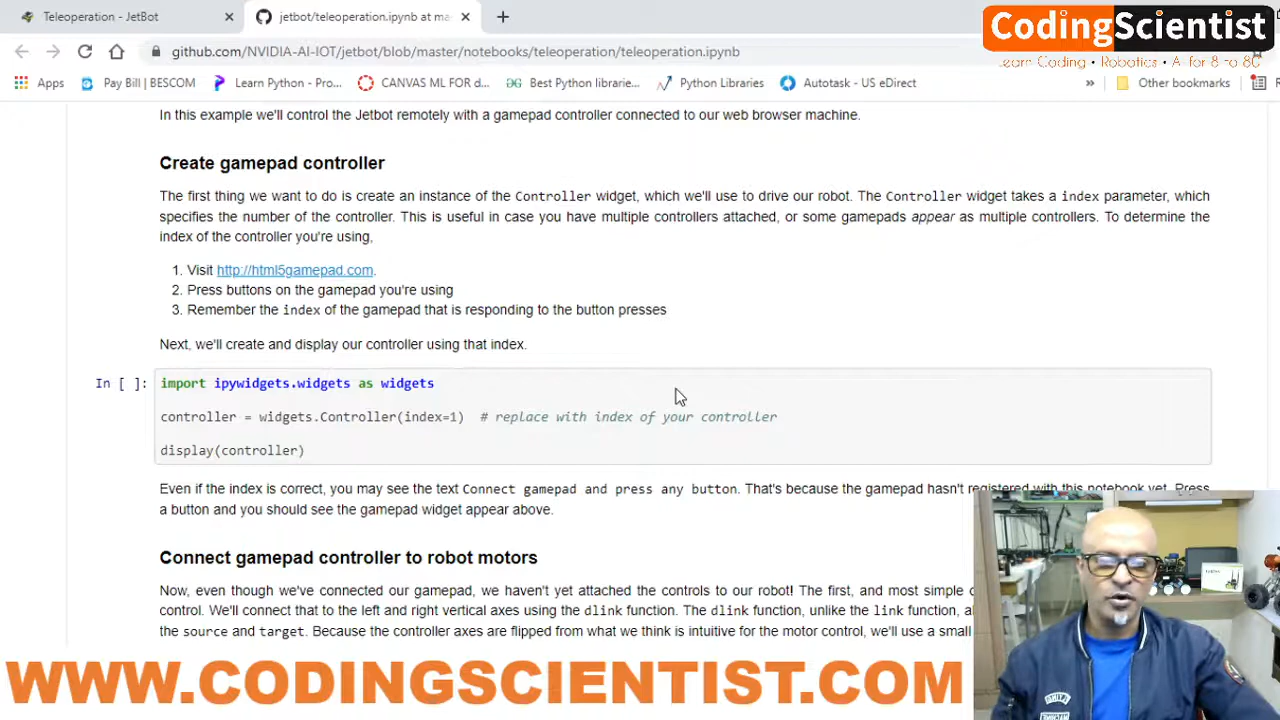 Teleoperation - JetBot
jetbot/teleoperation.ipynb at ma
github.com/NVIDIA-AI-IOT/jetbot/blob/master/notebooks/teleoperation/teleoperation.ipynb
CodingScientist
Learn Coding • Robotics • A.I for 8 to 80
Apps
Pay Bill | BESCOM
Learn Python - Pro...
CANVAS ML FOR d...
Best Python librarie...
Python Libraries
Autotask - US eDirect
»
Other bookmarks
In this example we'll control the Jetbot remotely with a gamepad controller connected to our web browser machine.
Create gamepad controller
The first thing we want to do is create an instance of the Controller widget, which we'll use to drive our robot. The Controller widget takes a index parameter, which
specifies the number of the controller. This is useful in case you have multiple controllers attached, or some gamepads appear as multiple controllers. To determine the
index of the controller you're using,
1. Visit http://html5gamepad.com.
2. Press buttons on the gamepad you're using
3. Remember the index of the gamepad that is responding to the button presses
Next, we'll create and display our controller using that index.
In [ ]: import ipywidgets.widgets as widgets
controller = widgets.Controller(index=1) # replace with index of your controller
display(controller)
Even if the index is correct, you may see the text Connect gamepad and press any button. That's because the gamepad hasn't registered with this notebook yet. Press
a button and you should see the gamepad widget appear above.
Connect gamepad controller to robot motors
Now, even though we've connected our gamepad, we haven't yet attached the controls to our robot! The first, and most simple c
control. We'll connect that to the left and right vertical axes using the dlink function. The dlink function, unlike the link function, a
the source and target. Because the controller axes are flipped from what we think is intuitive for the motor control, we'll use a small
WWW.CODINGSCIENTIST.COM